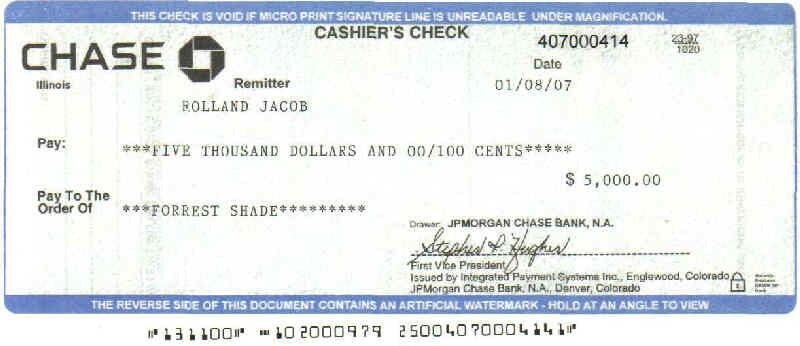 THIS CHECK IS VOID IF MICRO PRINT SIGNATURE LINE IS UNREADABLE UNDER MAGNIFICATION.
CASHIER'S CHECK
407000414
23-97
1020
CHASE
Date
Illinois
Remitter
01/08/07
ROLLAND JACOB
Pay:
***FIVE THOUSAND DOLLARS AND 00/100 CENTS*****
$ 5,000.00
Pay To The
Order Of
***FORREST SHADE*********
Drawer: JPMORGAN CHASE BANK, N.A.
Stephen P. Hughes
First Vice President
Issued by Integrated Payment Systems Inc., Englewood, Colorado
JPMorgan Chase Bank, N.A., Denver, Colorado
THE REVERSE SIDE OF THIS DOCUMENT CONTAINS AN ARTIFICIAL WATERMARK - HOLD AT AN ANGLE TO VIEW
⑈131100⑈ ⑆102000979 25004070004141⑈